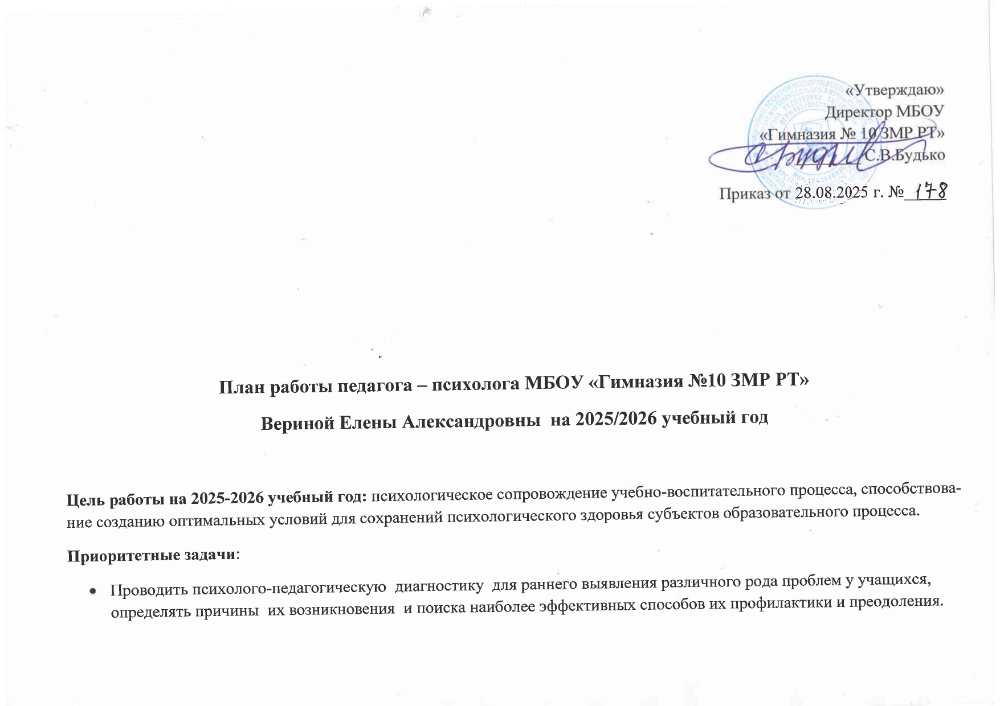 «Утверждаю»
Директор МБОУ
«Гимназия № 10 ЗМР РТ»
С.В.Будько
Приказ от 28.08.2025 г. № 178
План работы педагога – психолога МБОУ «Гимназия №10 ЗМР РТ»
Вериной Елены Александровны на 2025/2026 учебный год
Цель работы на 2025-2026 учебный год: психологическое сопровождение учебно-воспитательного процесса, способствова-
ние созданию оптимальных условий для сохранений психологического здоровья субъектов образовательного процесса.
Приоритетные задачи:
• Проводить психолого-педагогическую диагностику для раннего выявления различного рода проблем у учащихся,
определять причины их возникновения и поиска наиболее эффективных способов их профилактики и преодоления.